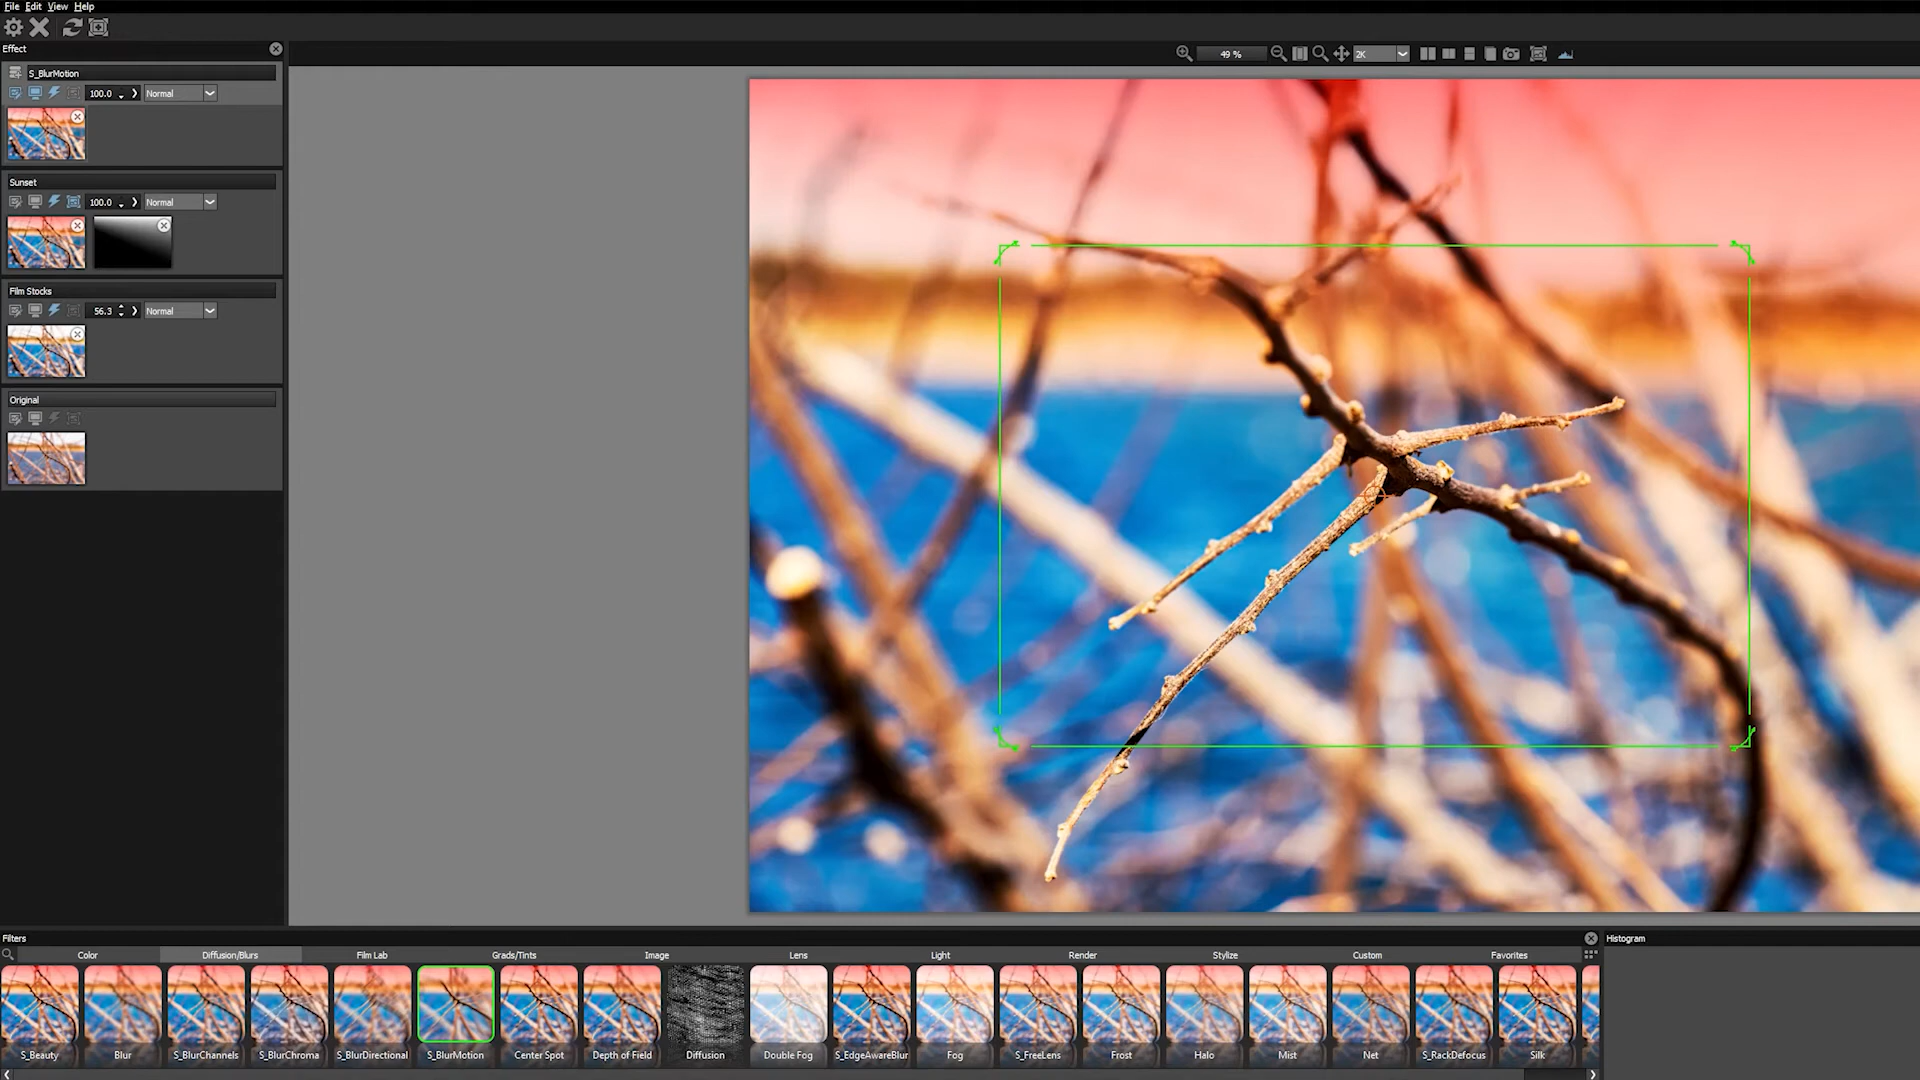 File Edit View Help
Effect
49 %
2K
S_BlurMotion
100.0
Normal
Sunset
100.0
Normal
Film Stocks
56.3
Normal
Original
Filters
Histogram
Color
Diffusion/Blurs
Film Lab
Grads/Tints
Image
Lens
Light
Render
Stylize
Custom
Favorites
S_Beauty
Blur
S_BlurChannels
S_BlurChroma
S_BlurDirectional
S_BlurMotion
Center Spot
Depth of Field
Diffusion
Double Fog
S_EdgeAwareBlur
Fog
S_FreeLens
Frost
Halo
Mist
Net
S_RackDefocus
Silk